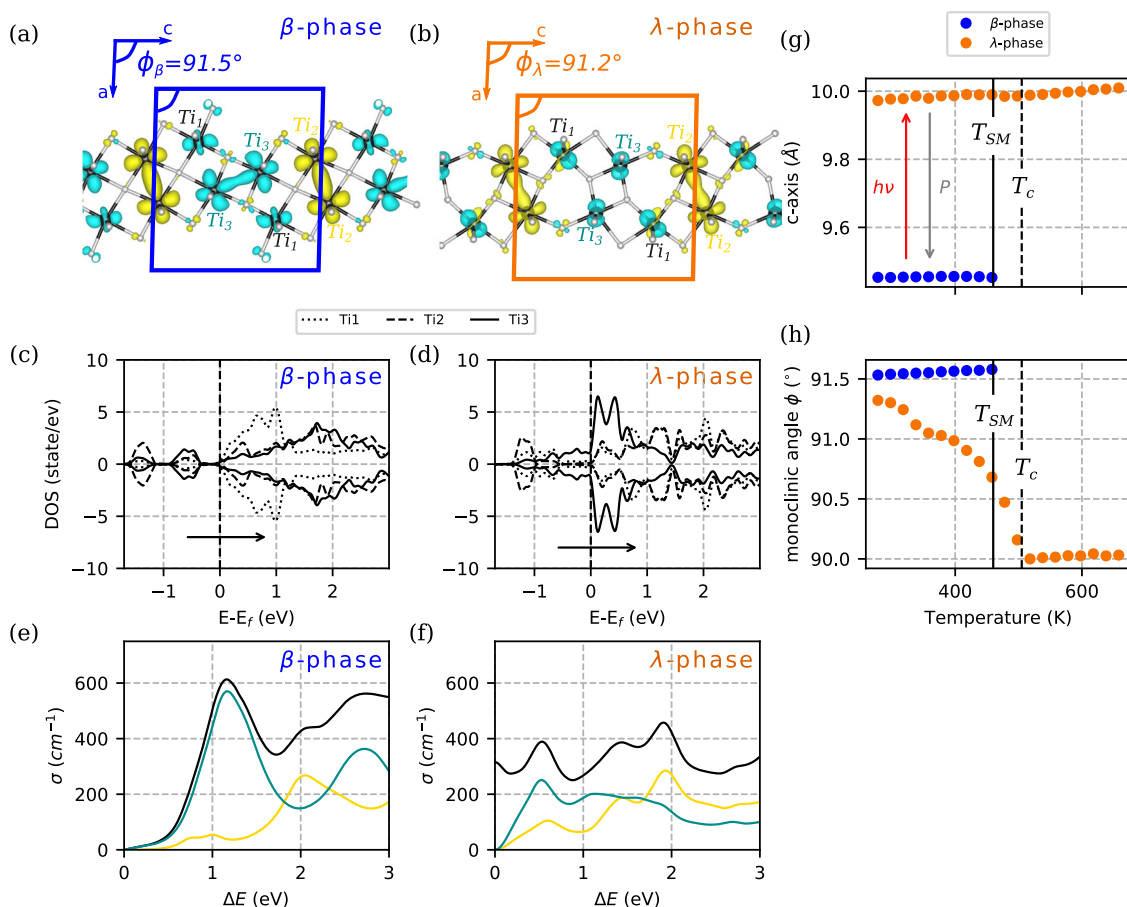 (a)
β-phase
c
a
ϕβ=91.5°
Ti1
Ti2
Ti3
Ti3
Ti1
Ti2
(b)
λ-phase
c
a
ϕλ=91.2°
Ti1
Ti3
Ti2
Ti3
Ti1
Ti2
β-phase
λ-phase
(g)
10.0
9.8
9.6
c-axis (Å)
hν
P
TSM
Tc
Ti1 Ti2 Ti3
(c)
β-phase
10
5
0
−5
−10
DOS (state/ev)
−1 0 1 2
E-Ef (eV)
(d)
λ-phase
10
5
0
−5
−10
−1 0 1 2
E-Ef (eV)
(h)
91.5
91.0
90.5
90.0
monoclinic angle ϕ (°)
TSM
Tc
400 600
Temperature (K)
(e)
β-phase
600
400
200
0
σ (cm−1)
0 1 2 3
ΔE (eV)
(f)
λ-phase
600
400
200
0
σ (cm−1)
0 1 2 3
ΔE (eV)